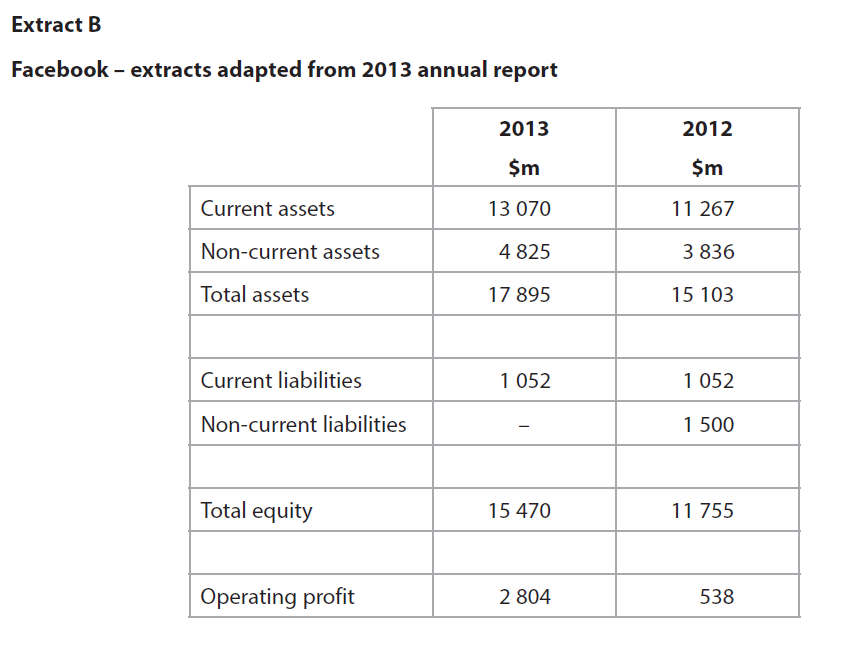 Extract B
Facebook – extracts adapted from 2013 annual report
2013 2012
$m $m
Current assets 13 070 11 267
Non-current assets 4 825 3 836
Total assets 17 895 15 103
Current liabilities 1 052 1 052
Non-current liabilities – 1 500
Total equity 15 470 11 755
Operating profit 2 804 538